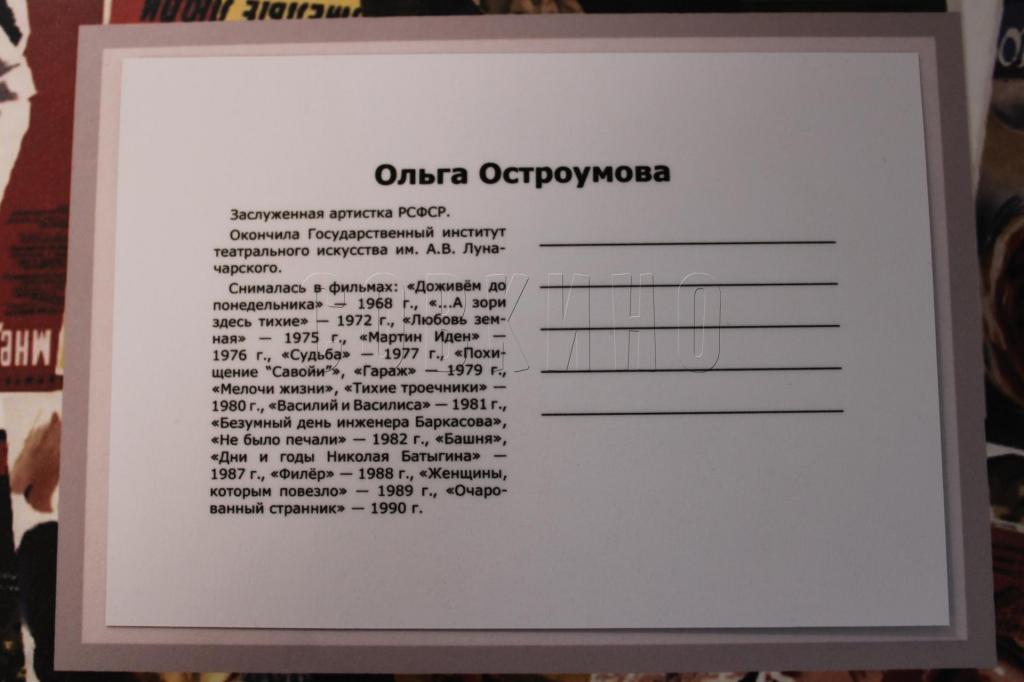 Ольга Остроумова
Заслуженная артистка РСФСР.
Окончила Государственный институт
театрального искусства им. А.В. Луна-
чарского.
Снималась в фильмах: «Доживём до
понедельника» — 1968 г., «...А зори
здесь тихие» — 1972 г., «Любовь зем-
ная» — 1975 г., «Мартин Иден» —
1976 г., «Судьба» — 1977 г., «Похи-
щение "Савойи"», «Гараж» — 1979 г.,
«Мелочи жизни», «Тихие троечники» —
1980 г., «Василий и Василиса» — 1981 г.,
«Безумный день инженера Баркасова»,
«Не было печали» — 1982 г., «Башня»,
«Дни и годы Николая Батыгина» —
1987 г., «Филёр» — 1988 г., «Женщины,
которым повезло» — 1989 г., «Очаро-
ванный странник» — 1990 г.
СОВКИНО